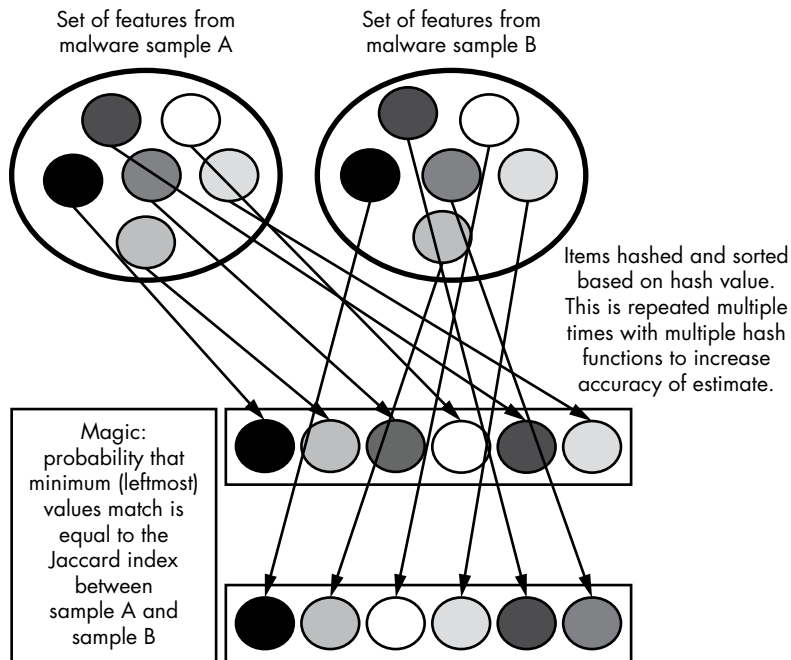 Set of features from
malware sample A
Set of features from
malware sample B
Items hashed and sorted
based on hash value.
This is repeated multiple
times with multiple hash
functions to increase
accuracy of estimate.
Magic:
probability that
minimum (leftmost)
values match is
equal to the
Jaccard index
between
sample A and
sample B